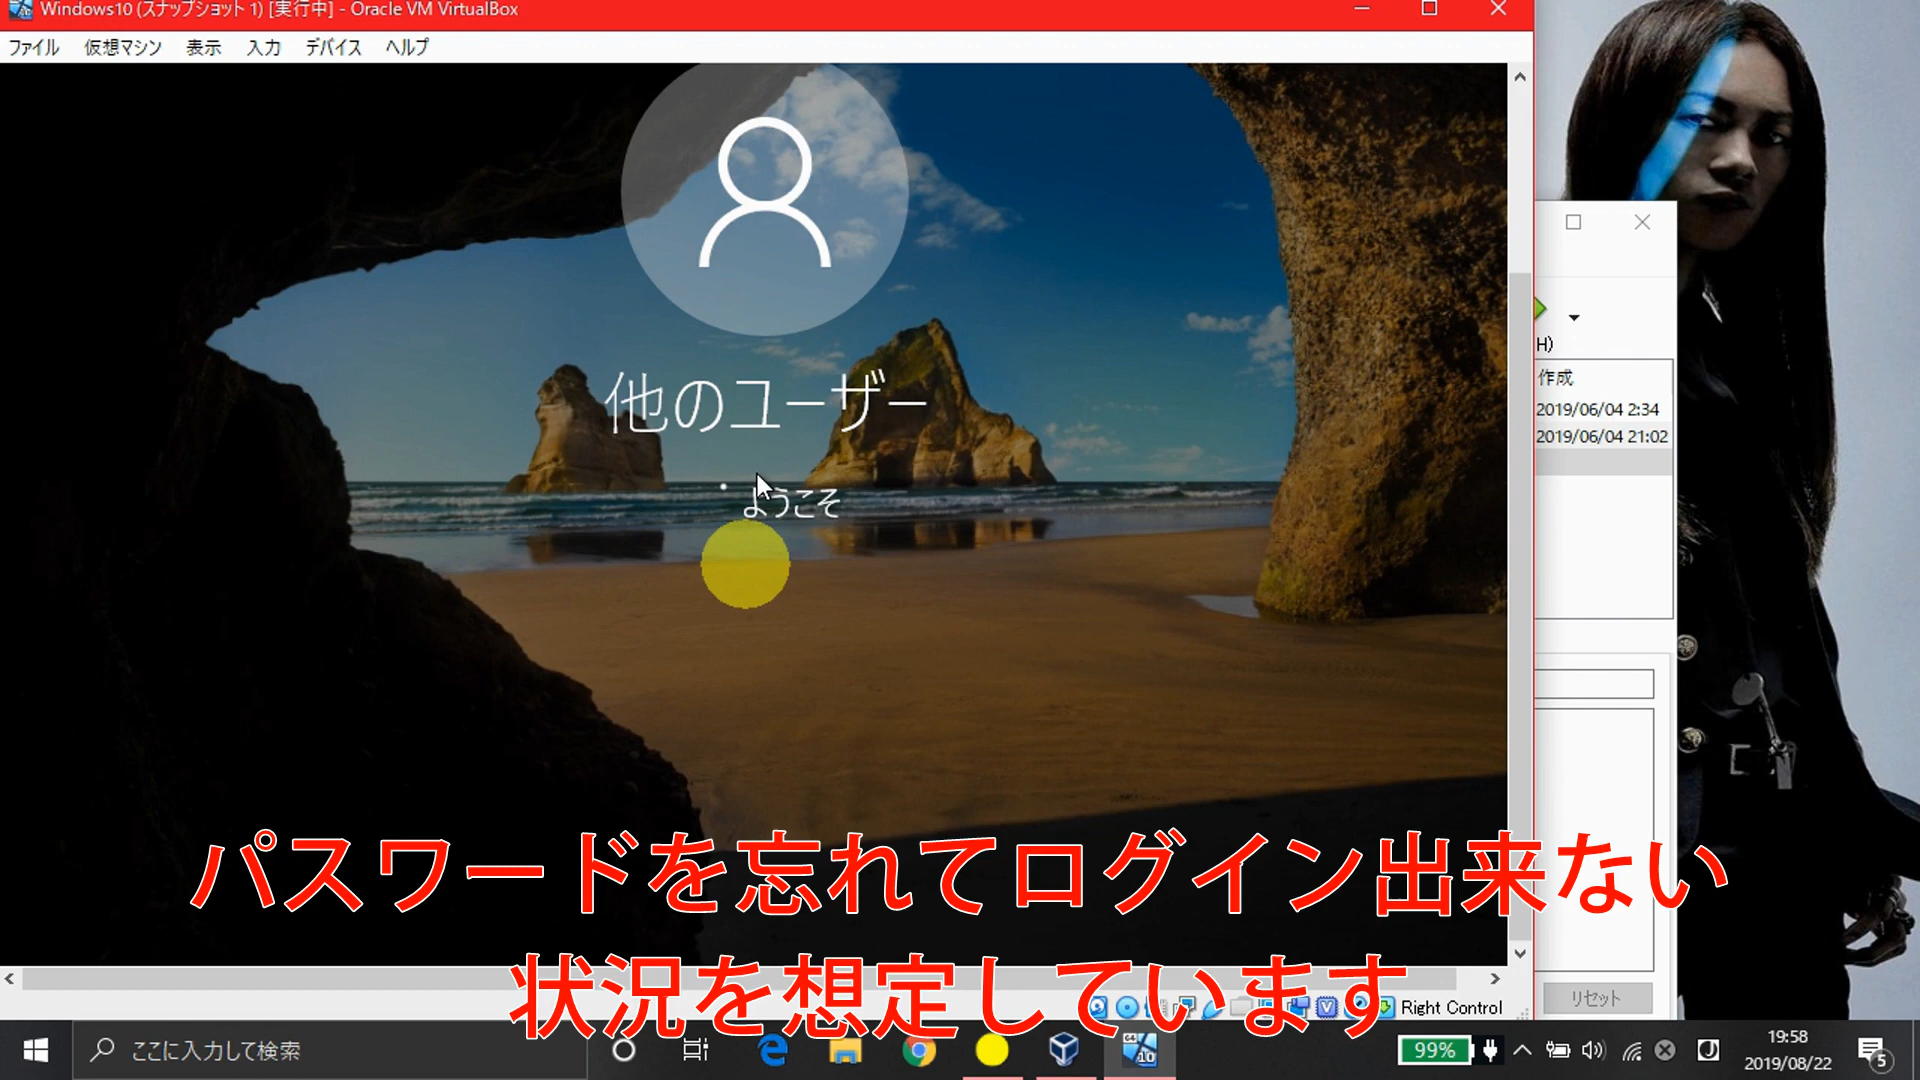 Windows10 (スナップショット 1) [実行中] - Oracle VM VirtualBox
ファイル 仮想マシン 表示 入力 デバイス ヘルプ
他のユーザー
ようこそ
H)
作成
2019/06/04 2:34
2019/06/04 21:02
パスワードを忘れてログイン出来ない
状況を想定しています
リセット
Right Control
ここに入力して検索
64
10
99%
19:58
2019/08/22
5